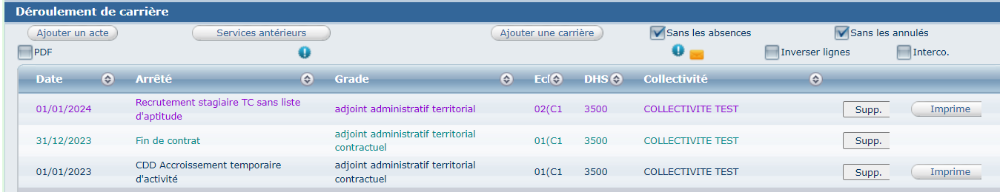 Déroulement de carrière
Ajouter un acte Services antérieurs Ajouter une carrière Sans les absences Sans les annulés
PDF Inverser lignes Interco.
Date Arrêté Grade Ecl DHS Collectivité
01/01/2024 Recrutement stagiaire TC sans liste d'aptitude adjoint administratif territorial 02(C1 3500 COLLECTIVITE TEST Supp. Imprime
31/12/2023 Fin de contrat adjoint administratif territorial contractuel 01(C1 3500 COLLECTIVITE TEST Supp.
01/01/2023 CDD Accroissement temporaire d'activité adjoint administratif territorial contractuel 01(C1 3500 COLLECTIVITE TEST Supp. Imprime